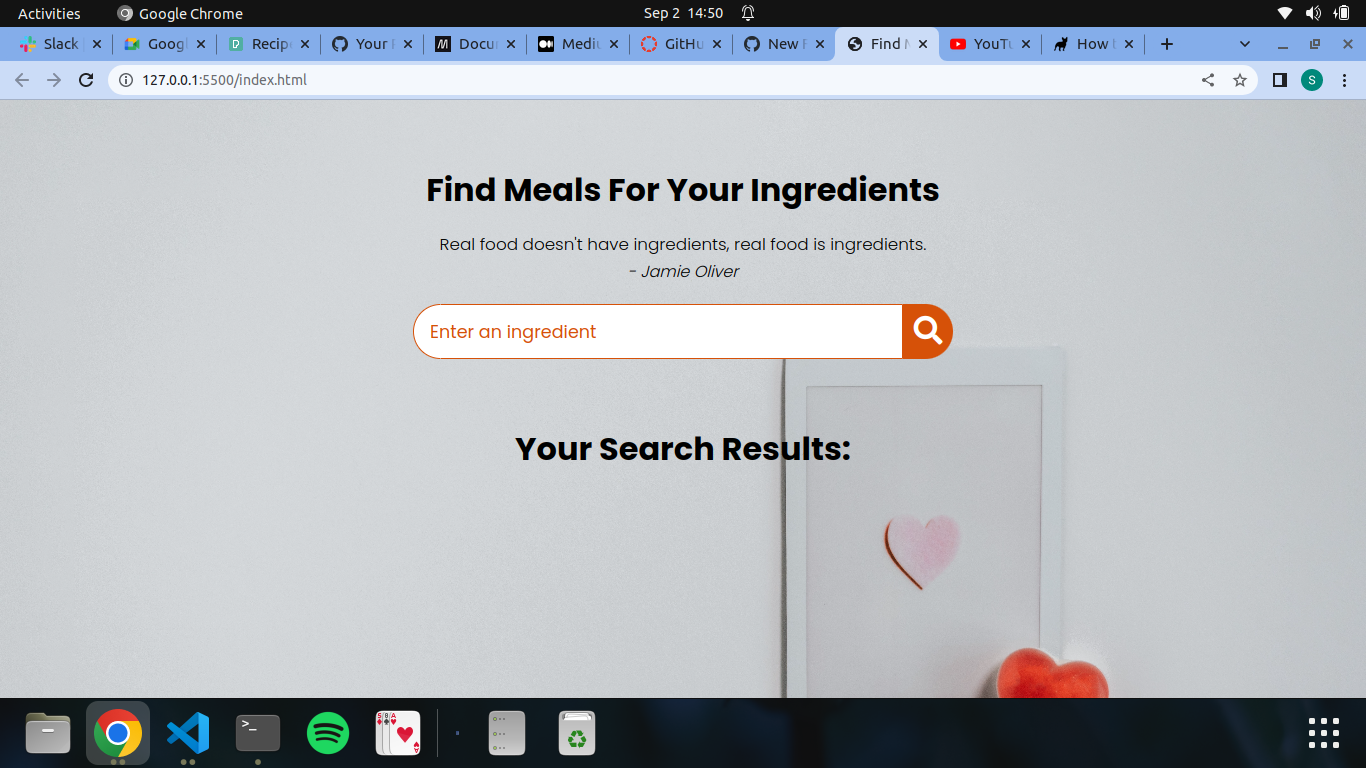 Activities
Google Chrome
Sep 2 14:50
Slack
Googl
Recip
Your
Docu
Mediu
GitHu
New
Find
YouTu
How
127.0.0.1:5500/index.html
S
Find Meals For Your Ingredients
Real food doesn't have ingredients, real food is ingredients.
- Jamie Oliver
Enter an ingredient
Your Search Results:
>_